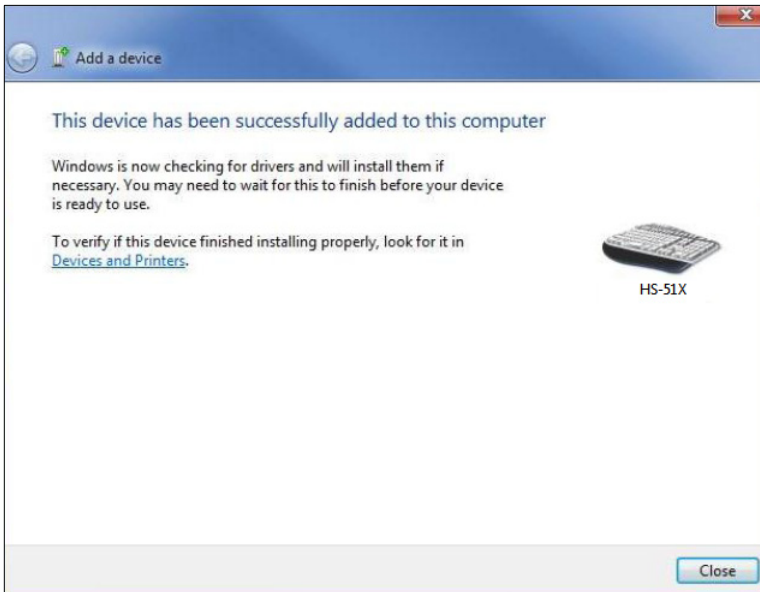 Add a device
This device has been successfully added to this computer
Windows is now checking for drivers and will install them if
necessary. You may need to wait for this to finish before your device
is ready to use.
To verify if this device finished installing properly, look for it in
Devices and Printers.
HS-51X
Close